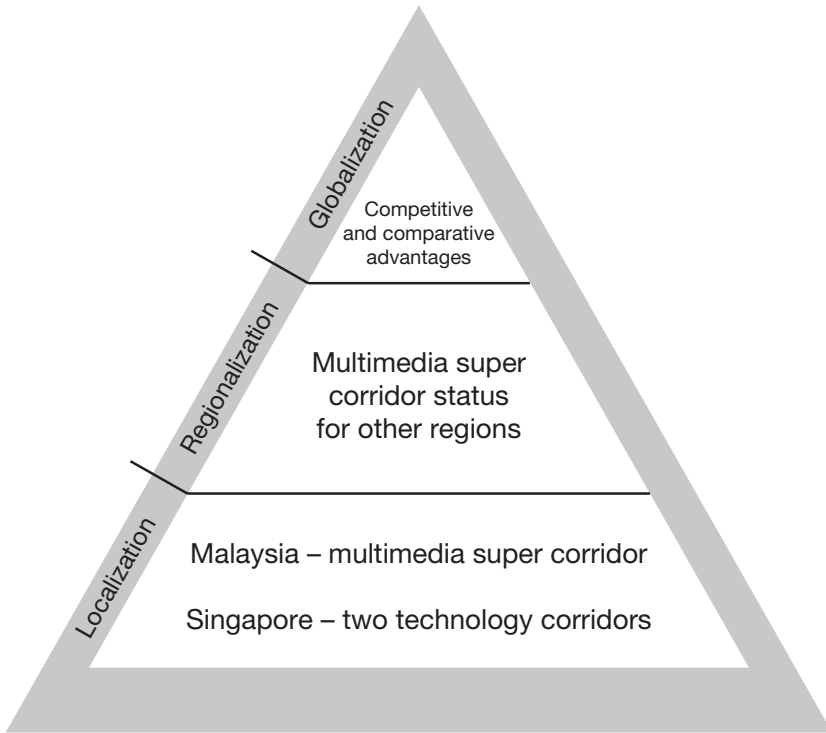 Globalization
Competitive
and comparative
advantages
Regionalization
Multimedia super
corridor status
for other regions
Localization
Malaysia – multimedia super corridor
Singapore – two technology corridors